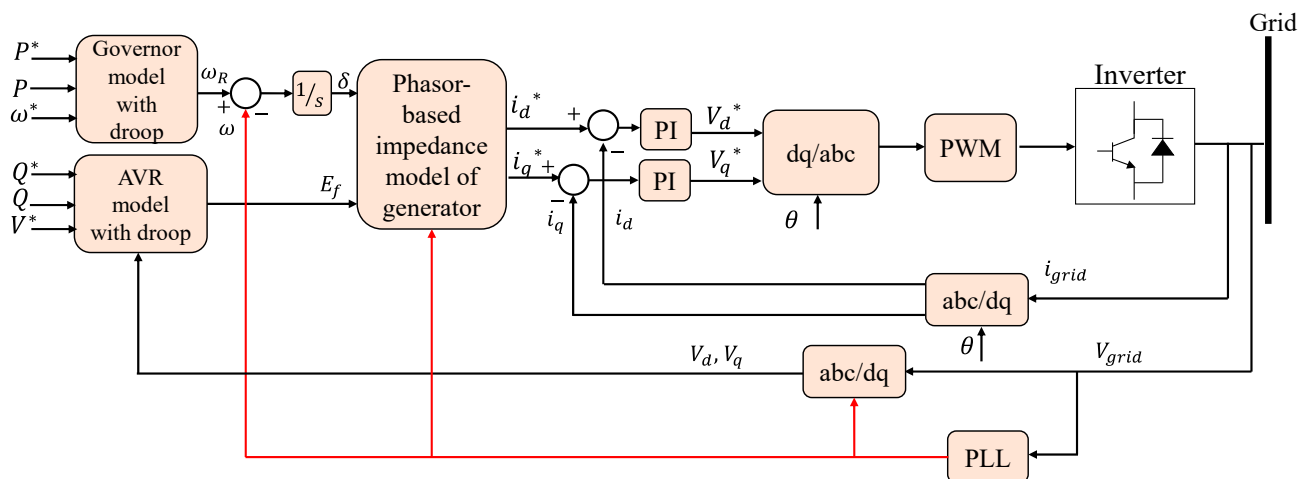 Grid
P*
P
ω*
Governor
model
with
droop
ω_R
+
−
ω
1/s
δ
Phasor-
based
impedance
model of
generator
i_d*
i_q*
+
−
+
−
PI
PI
V_d*
V_q*
dq/abc
θ
PWM
Inverter
Q*
Q
V*
AVR
model
with droop
E_f
i_q
i_d
i_grid
abc/dq
θ
V_d, V_q
abc/dq
V_grid
PLL